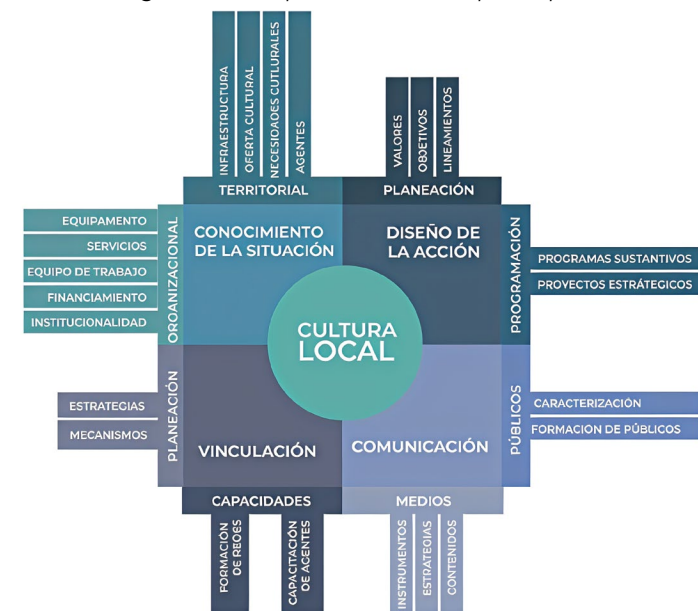 INFRAESTRUCTURA
OFERTA CULTURAL
NECESIDADES CUTLURALES
AGENTES
VALORES
OBJETIVOS
LINEAMIENTOS
TERRITORIAL
PLANEACIÓN
EQUIPAMENTO
SERVICIOS
EQUIPO DE TRABAJO
FINANCIAMIENTO
INSTITUCIONALIDAD
ORGANIZACIONAL
CONOCIMIENTO
DE LA SITUACIÓN
DISEÑO DE
LA ACCIÓN
PROGRAMACIÓN
PROGRAMAS SUSTANTIVOS
PROYECTOS ESTRÁTEGICOS
CULTURA
LOCAL
ESTRATEGIAS
MECANISMOS
PLANEACIÓN
VINCULACIÓN
COMUNICACIÓN
PÚBLICOS
CARACTERIZACIÓN
FORMACION DE PÚBLICOS
CAPACIDADES
MEDIOS
FORMACIÓN
DE REDES
CAPACITACIÓN
DE AGENTES
INSTRUMENTOS
ESTRATEGIAS
CONTENIDOS